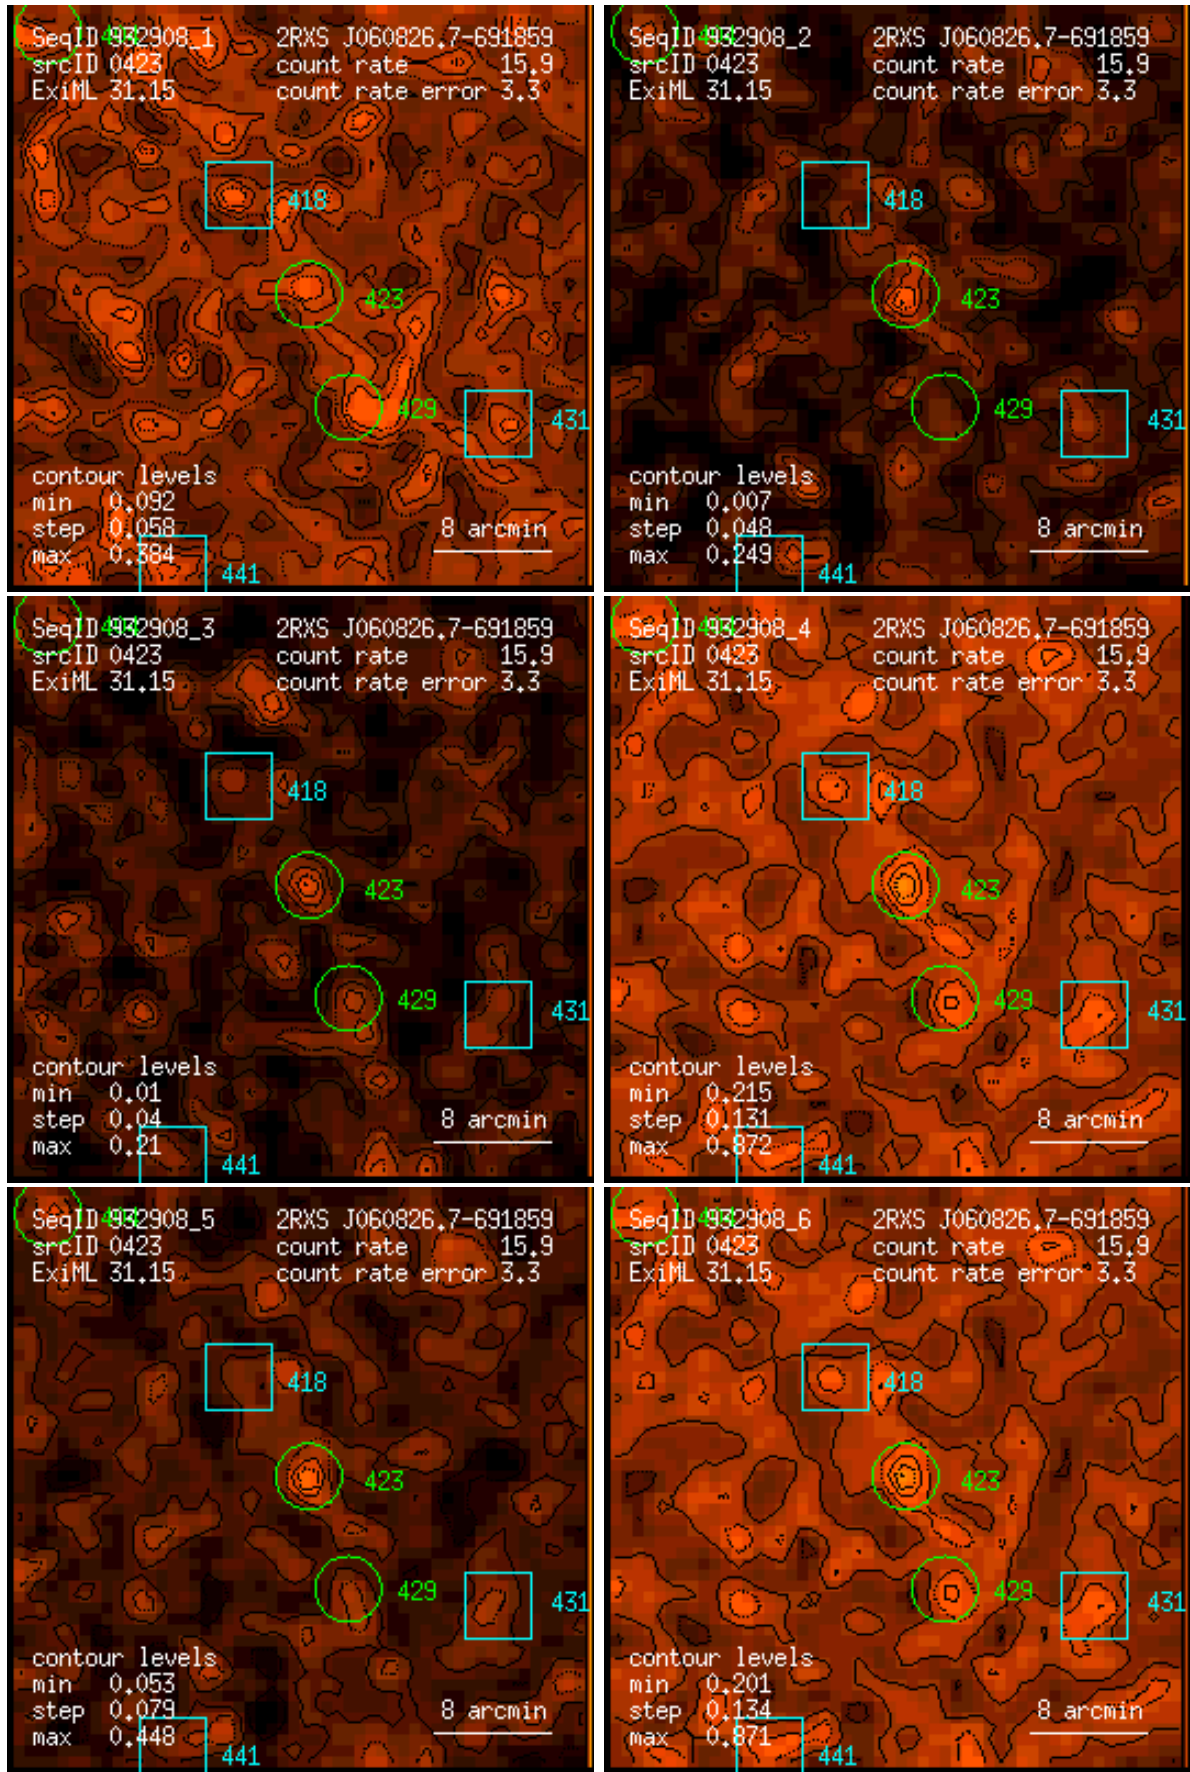 SeqID 932908_1 2RXS J060826.7-691859
srcID 0423 count rate 15.9
ExiML 31.15 count rate error 3.3
418
423
429
431
contour levels
min 0.092
step 0.058 8 arcmin
max 0.384
441
SeqID 932908_2 2RXS J060826.7-691859
srcID 0423 count rate 15.9
ExiML 31.15 count rate error 3.3
418
423
429
431
contour levels
min 0.007
step 0.048 8 arcmin
max 0.249
441
SeqID 932908_3 2RXS J060826.7-691859
srcID 0423 count rate 15.9
ExiML 31.15 count rate error 3.3
418
423
429
431
contour levels
min 0.01
step 0.04 8 arcmin
max 0.21
441
SeqID 932908_4 2RXS J060826.7-691859
srcID 0423 count rate 15.9
ExiML 31.15 count rate error 3.3
418
423
429
431
contour levels
min 0.215
step 0.131 8 arcmin
max 0.872
441
SeqID 932908_5 2RXS J060826.7-691859
srcID 0423 count rate 15.9
ExiML 31.15 count rate error 3.3
418
423
429
431
contour levels
min 0.053
step 0.079 8 arcmin
max 0.448
441
SeqID 932908_6 2RXS J060826.7-691859
srcID 0423 count rate 15.9
ExiML 31.15 count rate error 3.3
418
423
429
431
contour levels
min 0.201
step 0.134 8 arcmin
max 0.871
441